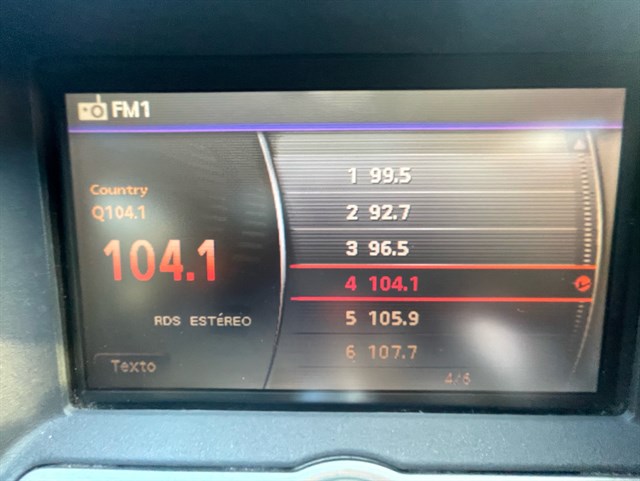 FM1
Country
Q104.1
104.1
RDS ESTÉREO
Texto
1 99.5
2 92.7
3 96.5
4 104.1
5 105.9
6 107.7
4/6